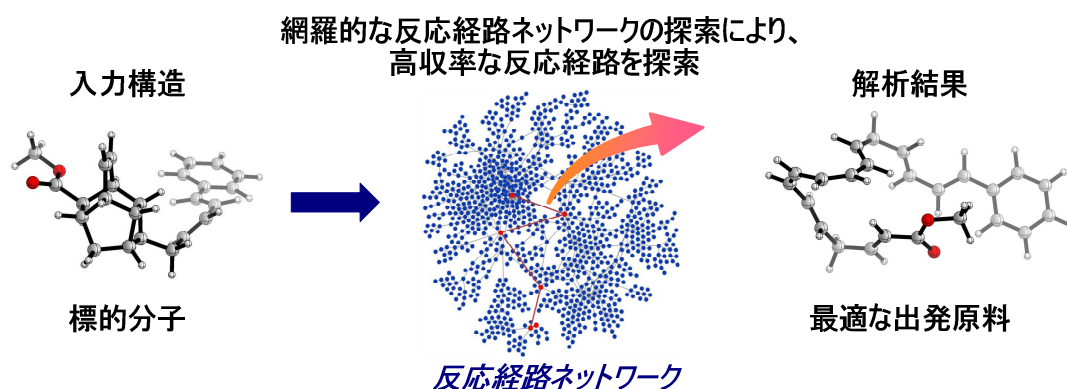 網羅的な反応経路ネットワークの探索により、
高収率な反応経路を探索
入力構造
解析結果
標的分子
最適な出発原料
反応経路ネットワーク